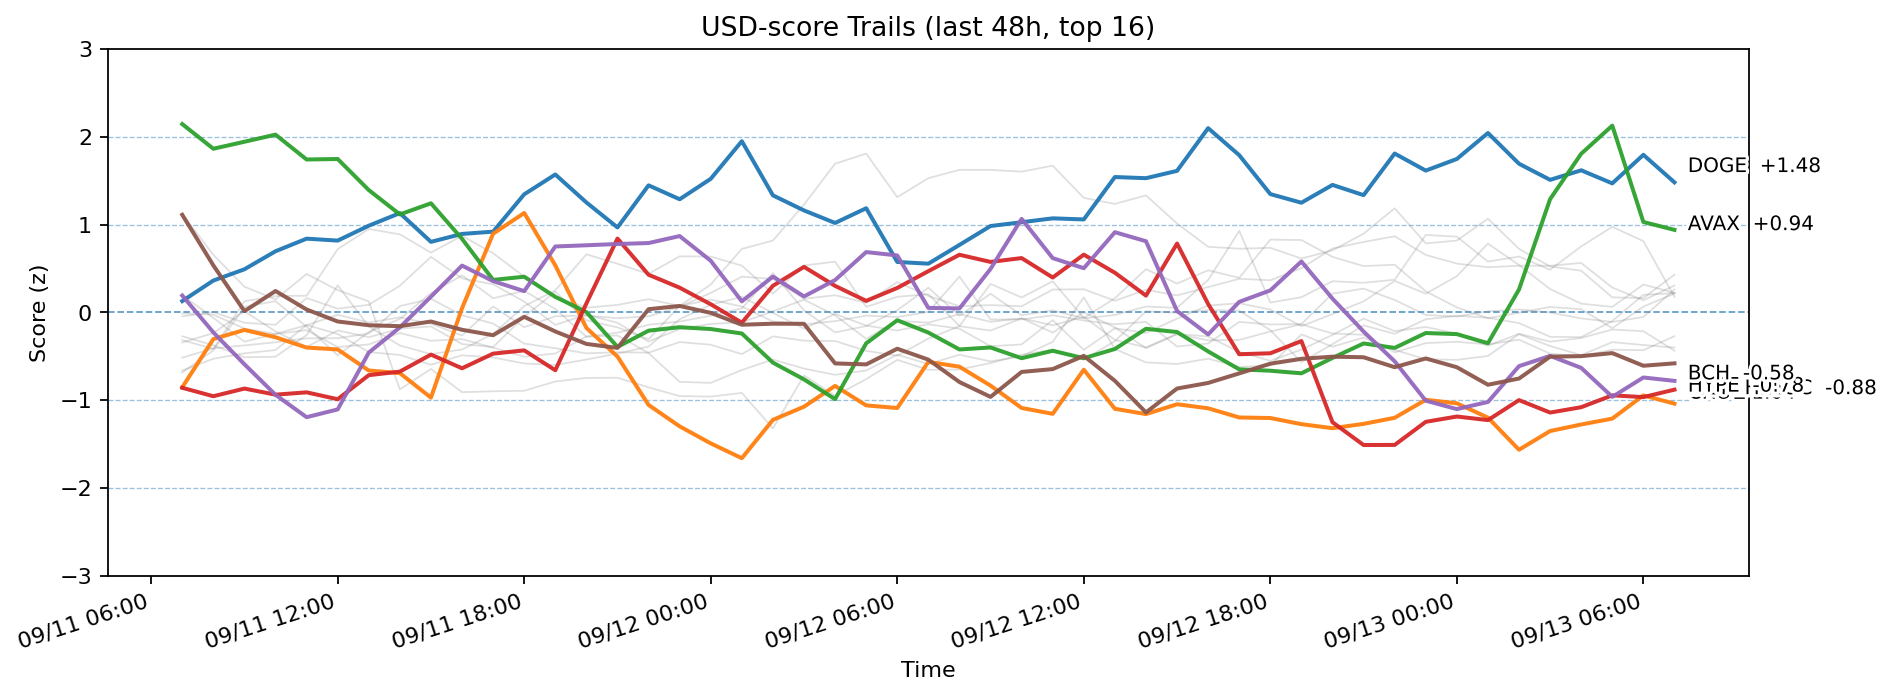 USD-score Trails (last 48h, top 16)
Score (z)
3
2
1
0
−1
−2
−3
DOGE +1.48
AVAX +0.94
BCH -0.58
HYPE -0.78
-0.88
09/11 06:00
09/11 12:00
09/11 18:00
09/12 00:00
09/12 06:00
09/12 12:00
09/12 18:00
09/13 00:00
09/13 06:00
Time